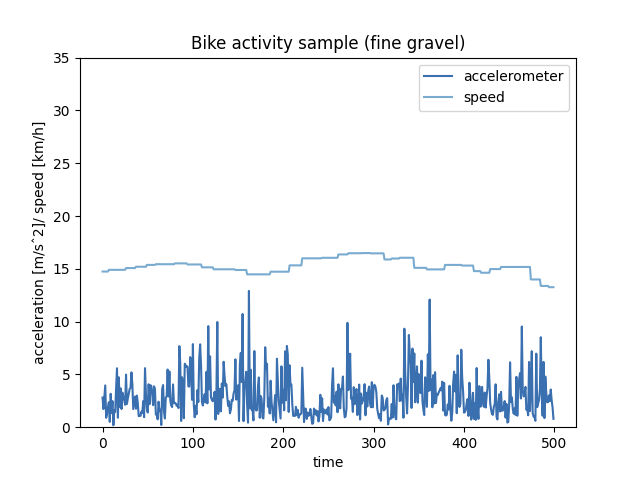 Bike activity sample (fine gravel)
accelerometer
speed
acceleration [m/s^2]/ speed [km/h]
35
30
25
20
15
10
5
0
0 100 200 300 400 500
time